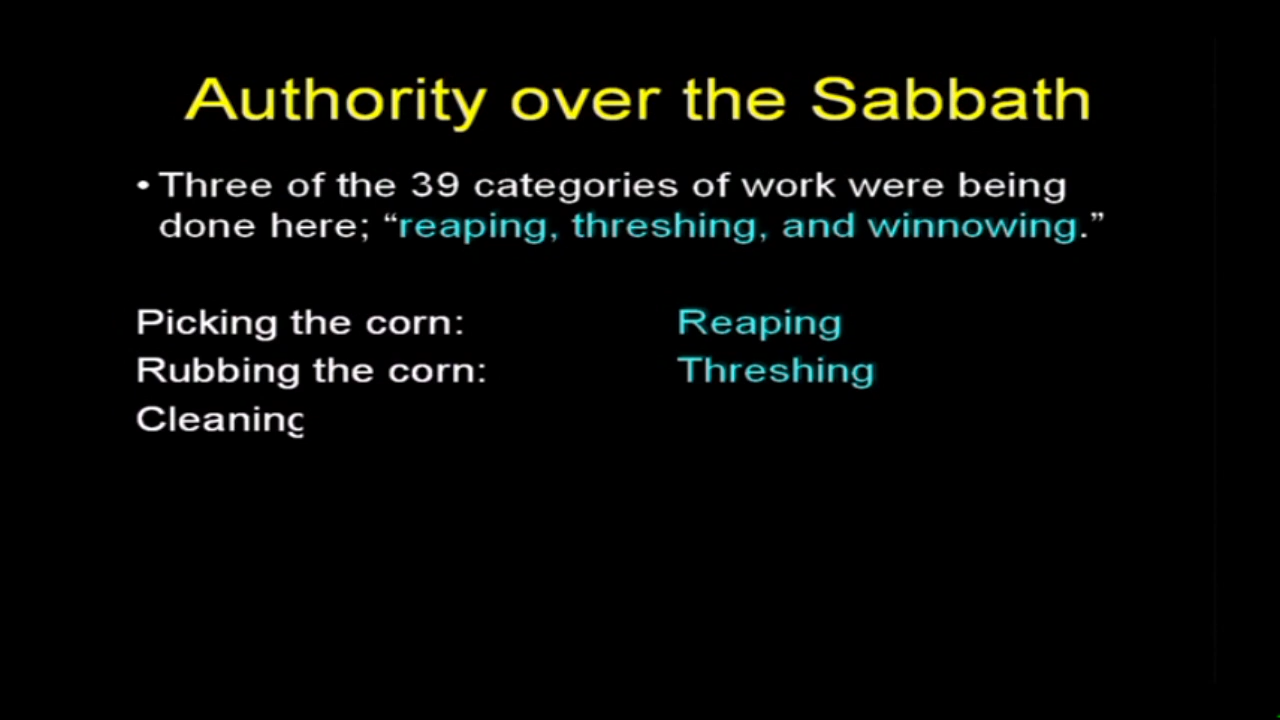 Authority over the Sabbath
• Three of the 39 categories of work were being
done here; “reaping, threshing, and winnowing.”
Picking the corn: Reaping
Rubbing the corn: Threshing
Cleaning